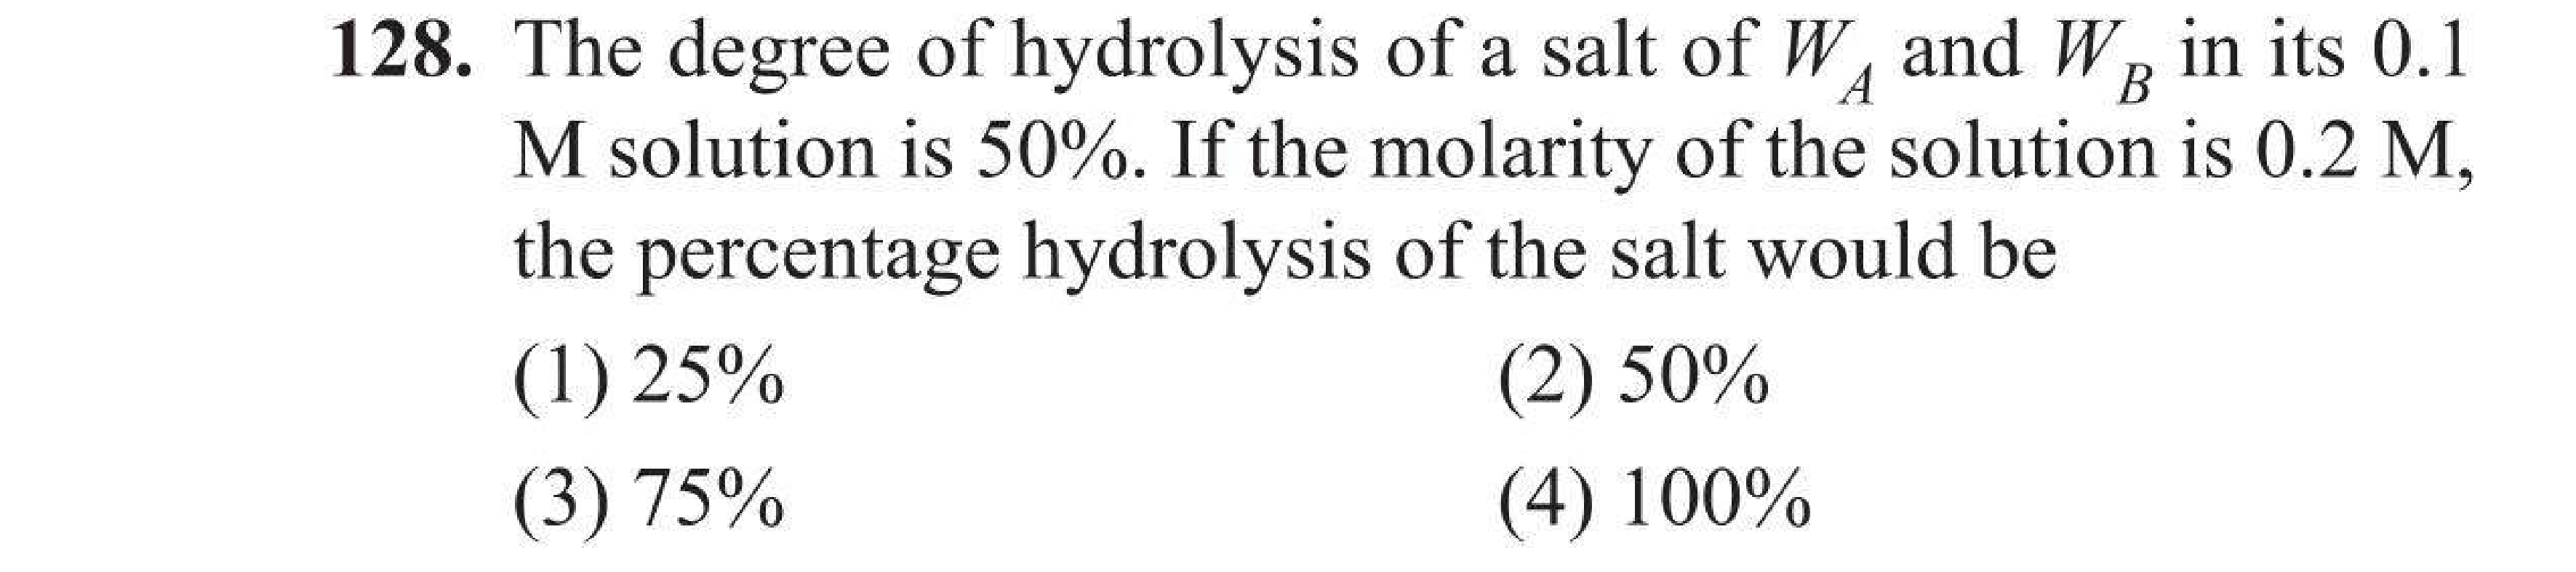 128. The degree of hydrolysis of a salt of W_A and W_B in its 0.1
M solution is 50%. If the molarity of the solution is 0.2 M,
the percentage hydrolysis of the salt would be
(1) 25% (2) 50%
(3) 75% (4) 100%